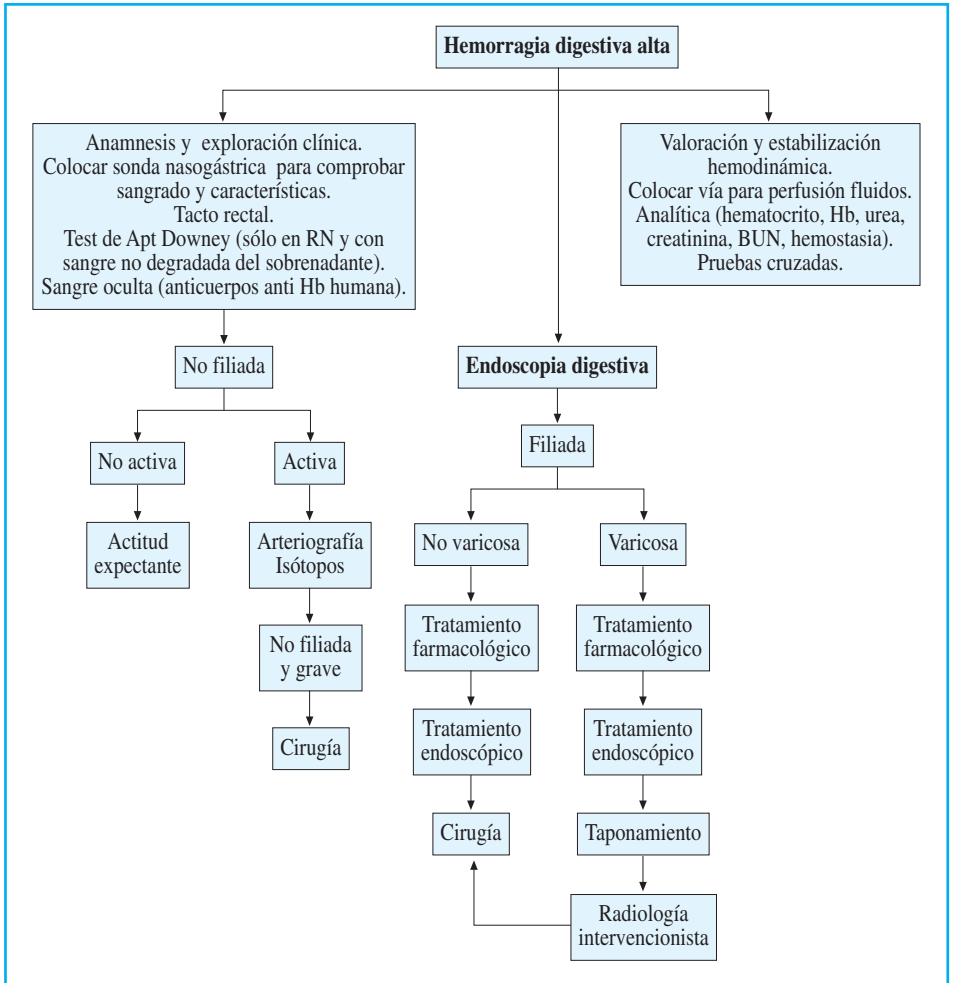 Hemorragia digestiva alta
Anamnesis y exploración clínica.
Colocar sonda nasogástrica para comprobar
sangrado y características.
Tacto rectal.
Test de Apt Downey (sólo en RN y con
sangre no degradada del sobrenadante).
Sangre oculta (anticuerpos anti Hb humana).
Valoración y estabilización
hemodinámica.
Colocar vía para perfusión fluidos.
Analítica (hematocrito, Hb, urea,
creatinina, BUN, hemostasia).
Pruebas cruzadas.
No filiada
Endoscopia digestiva
No activa
Activa
Filiada
Actitud
expectante
Arteriografía
Isótopos
No varicosa
Varicosa
No filiada
y grave
Tratamiento
farmacológico
Tratamiento
farmacológico
Cirugía
Tratamiento
endoscópico
Tratamiento
endoscópico
Cirugía
Taponamiento
Radiología
intervencionista